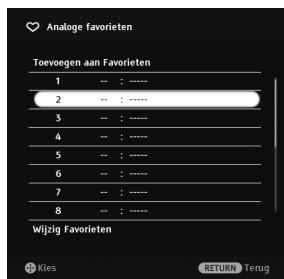 Analoge favorieten
Toevoegen aan Favorieten
1 -- : -----
2 -- : -----
3 -- : -----
4 -- : -----
5 -- : -----
6 -- : -----
7 -- : -----
8 -- : -----
Wijzig Favorieten
Kies RETURN Terug